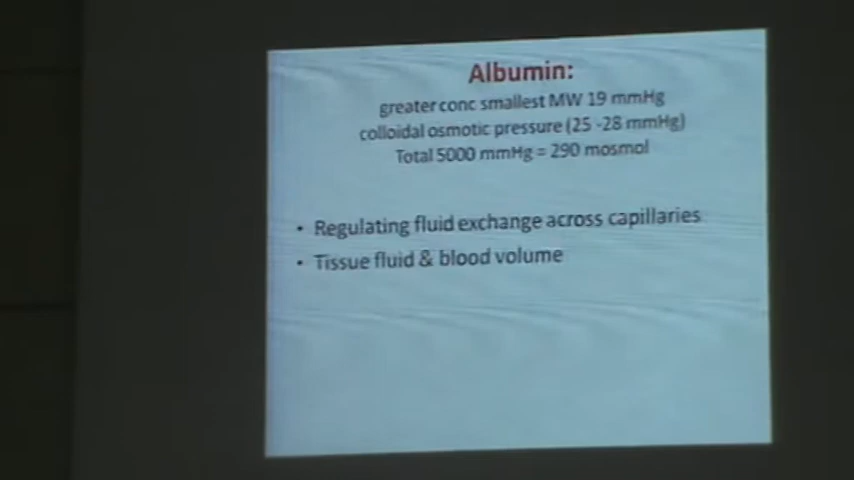 Albumin:
greater conc smallest MW 19 mmHg
colloidal osmotic pressure (25 -28 mmHg)
Total 5000 mmHg = 290 mosmol
• Regulating fluid exchange across capillaries
• Tissue fluid & blood volume